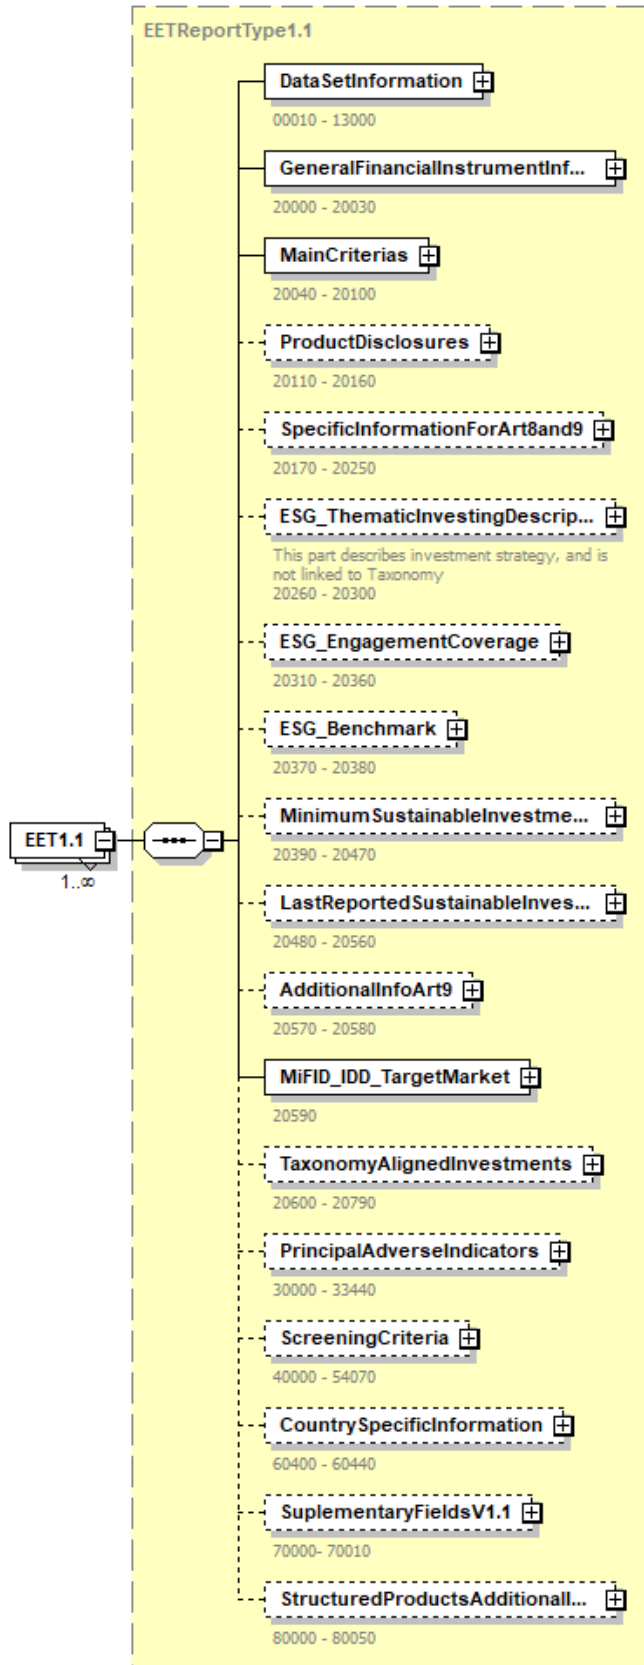 EETReportType1.1
DataSetInformation
00010 - 13000
GeneralFinancialInstrumentInf...
20000 - 20030
MainCriterias
20040 - 20100
ProductDisclosures
20110 - 20160
SpecificInformationForArt8and9
20170 - 20250
ESG_ThematicInvestingDescrip...
This part describes investment strategy, and is
not linked to Taxonomy
20260 - 20300
ESG_EngagementCoverage
20310 - 20360
ESG_Benchmark
20370 - 20380
MinimumSustainableInvestme...
20390 - 20470
EET1.1
1..∞
LastReportedSustainableInves...
20480 - 20560
AdditionalInfoArt9
20570 - 20580
MiFID_IDD_TargetMarket
20590
TaxonomyAlignedInvestments
20600 - 20790
PrincipalAdverseIndicators
30000 - 33440
ScreeningCriteria
40000 - 54070
CountrySpecificInformation
60400 - 60440
SuplementaryFieldsV1.1
70000- 70010
StructuredProductsAdditionalI...
80000 - 80050